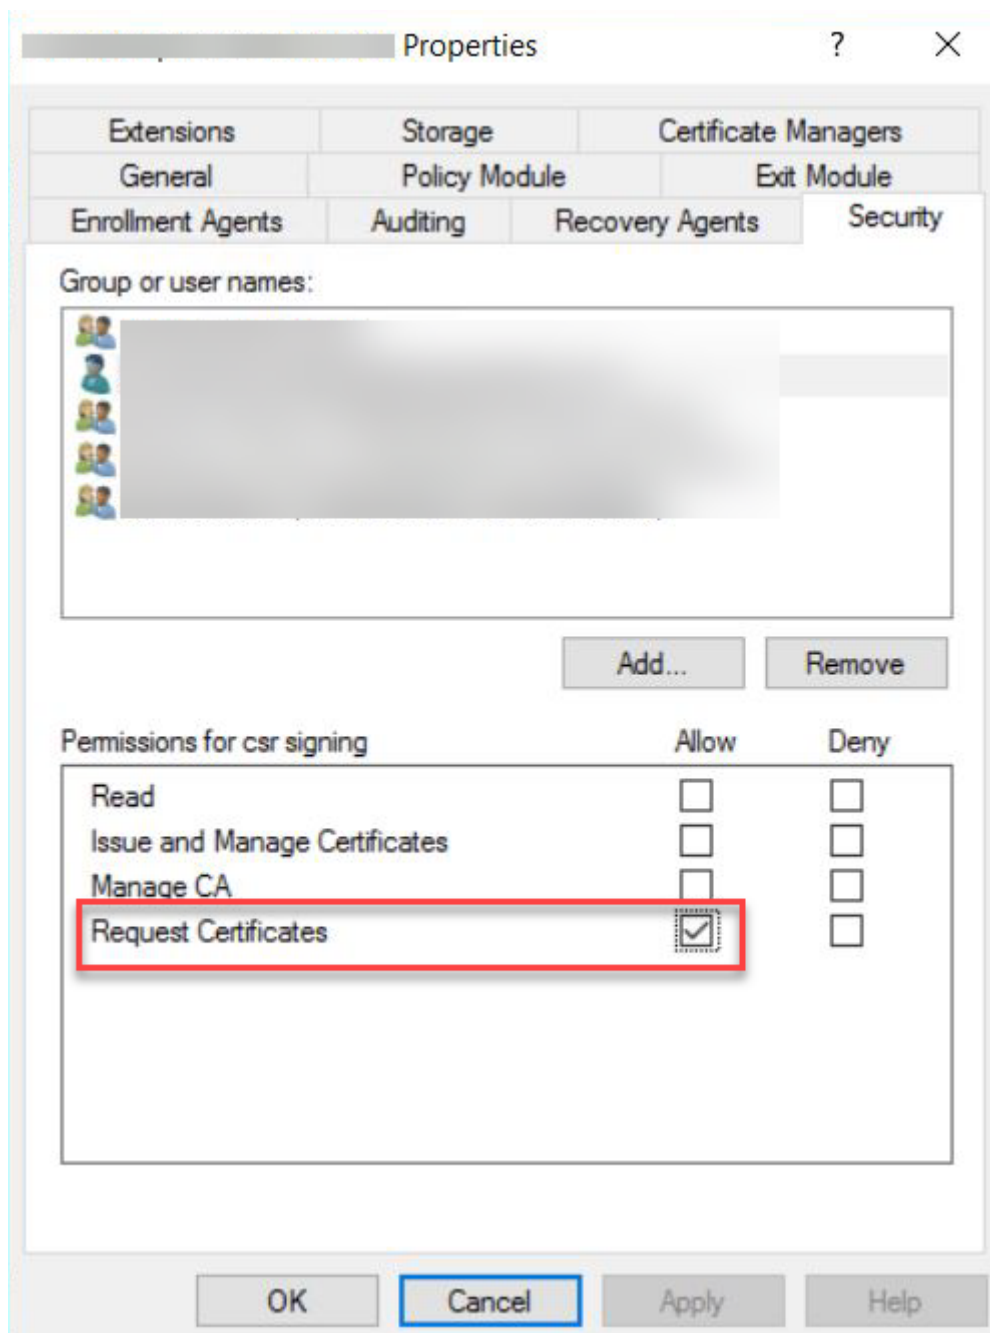 Properties ?
Extensions Storage Certificate Managers
General Policy Module Exit Module
Enrollment Agents Auditing Recovery Agents Security
Group or user names:
Add... Remove
Permissions for csr signing Allow Deny
Read
Issue and Manage Certificates
Manage CA
Request Certificates
OK Cancel Apply Help